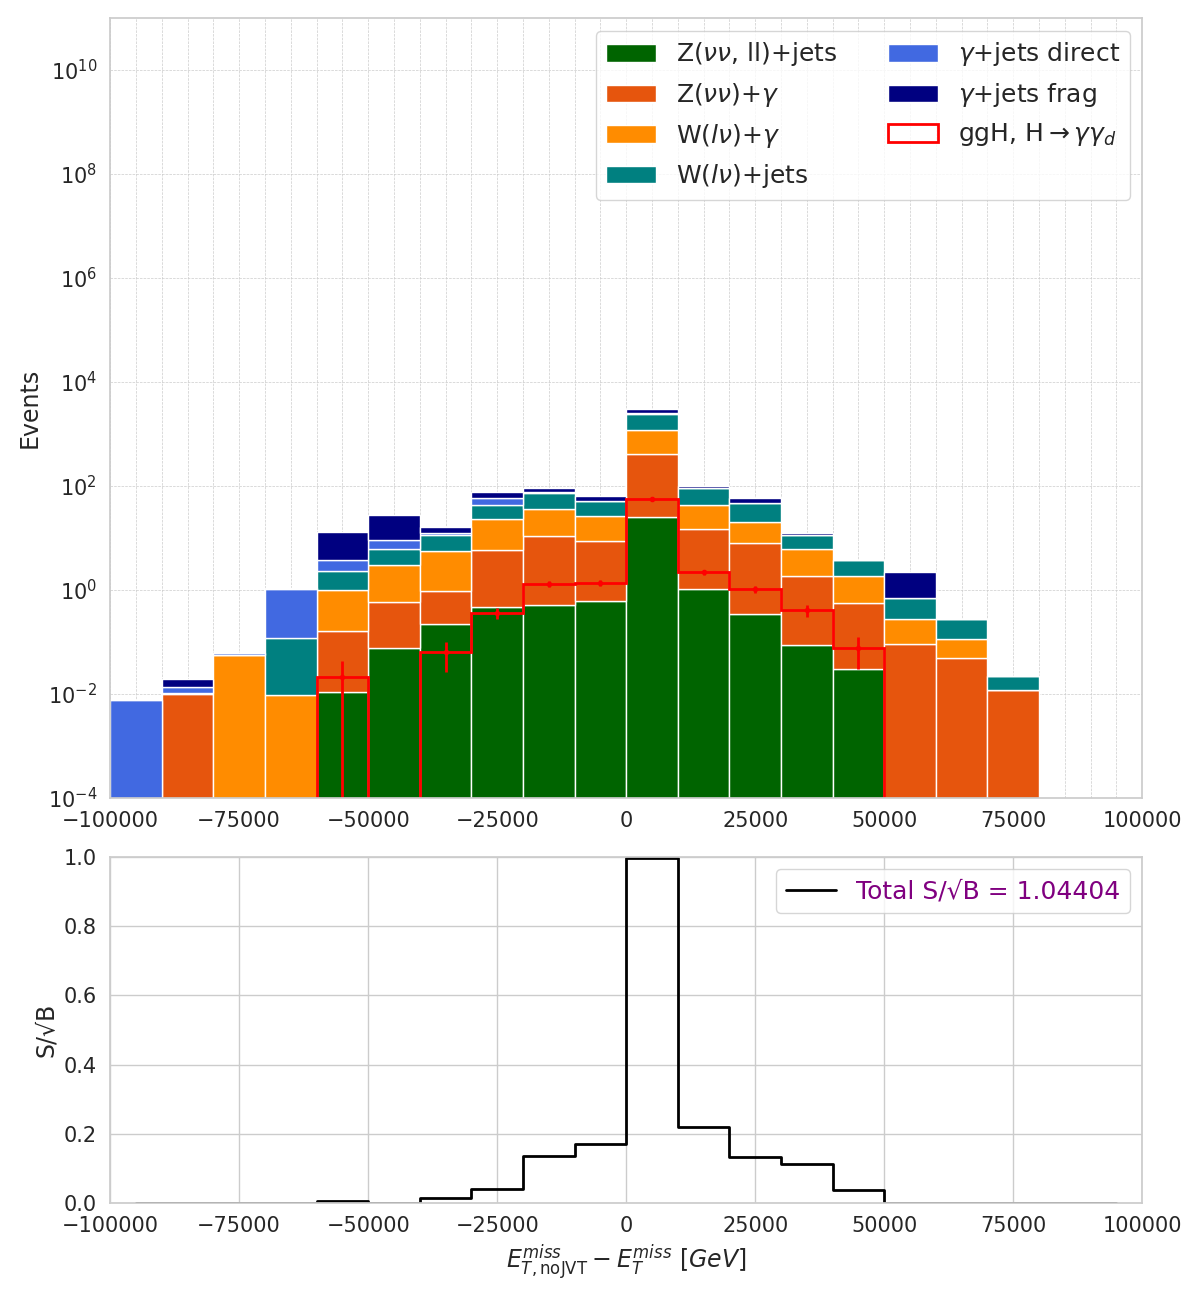 Z(νν, ll)+jets
Z(νν)+γ
W(lν)+γ
W(lν)+jets
γ+jets direct
γ+jets frag
ggH, H→γγ_d
Events
10^10
10^8
10^6
10^4
10^2
10^0
10^−2
10^−4
−100000 −75000 −50000 −25000 0 25000 50000 75000 100000
Total S/√B = 1.04404
S/√B
1.0
0.8
0.6
0.4
0.2
0.0
−100000 −75000 −50000 −25000 0 25000 50000 75000 100000
E_{T,noJVT}^{miss} − E_T^{miss} [GeV]